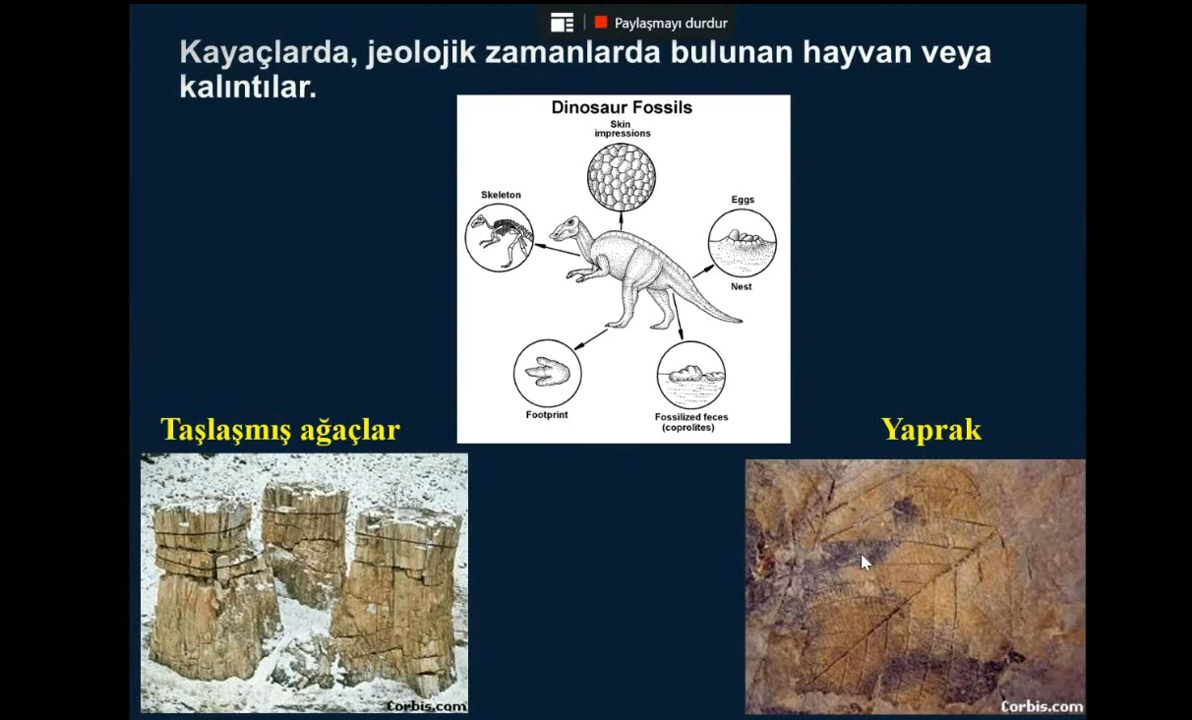 Paylaşmayı durdur
Kayaçlarda, jeolojik zamanlarda bulunan hayvan veya
kalıntılar.
Dinosaur Fossils
Skin
impressions
Skeleton
Eggs
Nest
Footprint
Fossilized feces
(coprolites)
Taşlaşmış ağaçlar
Yaprak
Corbis.com
Corbis.com